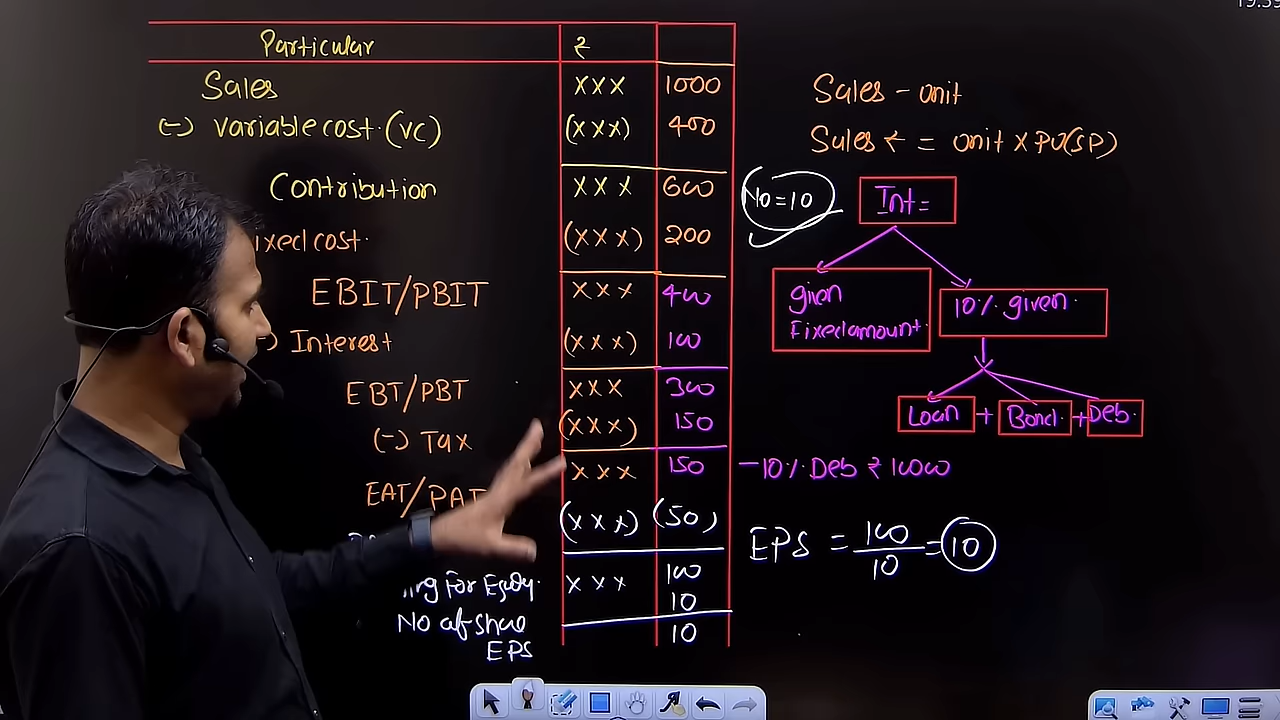 Particular ₹
Sales XXX 1000
(-) Variable cost (VC) (XXX) 400
Contribution XXX 600
ixed cost. (XXX) 200
EBIT/PBIT XXX 400
-) Interest (XXX) 100
EBT/PBT XXX 300
(-) Tax (XXX) 150
EAT/PAT XXX 150
(XXX) (50)
ing For Equity. XXX 100
No of share 10
EPS 10
Sales - unit
Sales ₹ = unit X PU(SP)
No=10
Int=
given
Fixed amount.
10% given.
Loan + Bond. + Deb.
-10% Deb ₹ 1000
EPS = 100/10 = 10